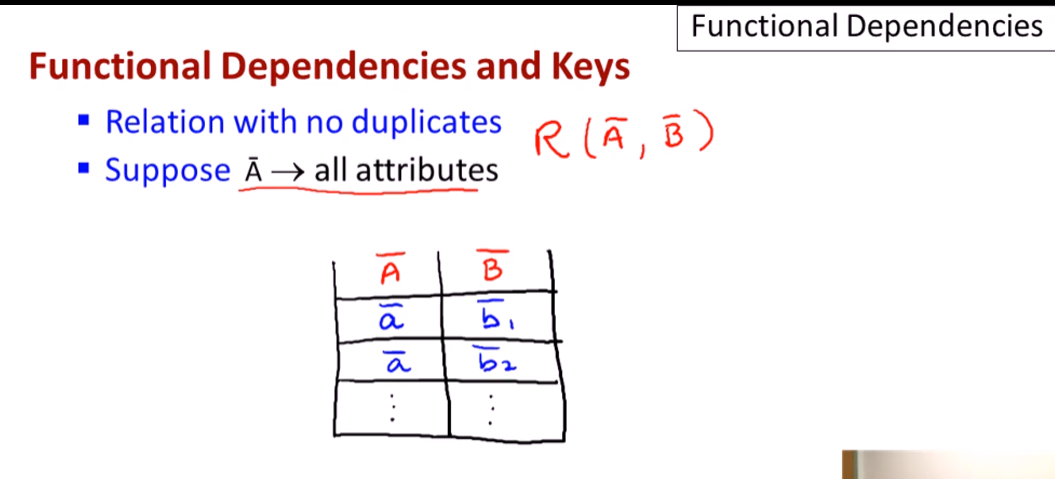 Functional Dependencies
Functional Dependencies and Keys
▪ Relation with no duplicates R(Ā, B̄)
▪ Suppose Ā → all attributes
Ā B̄
ā b̄₁
ā b̄₂
⋮ ⋮